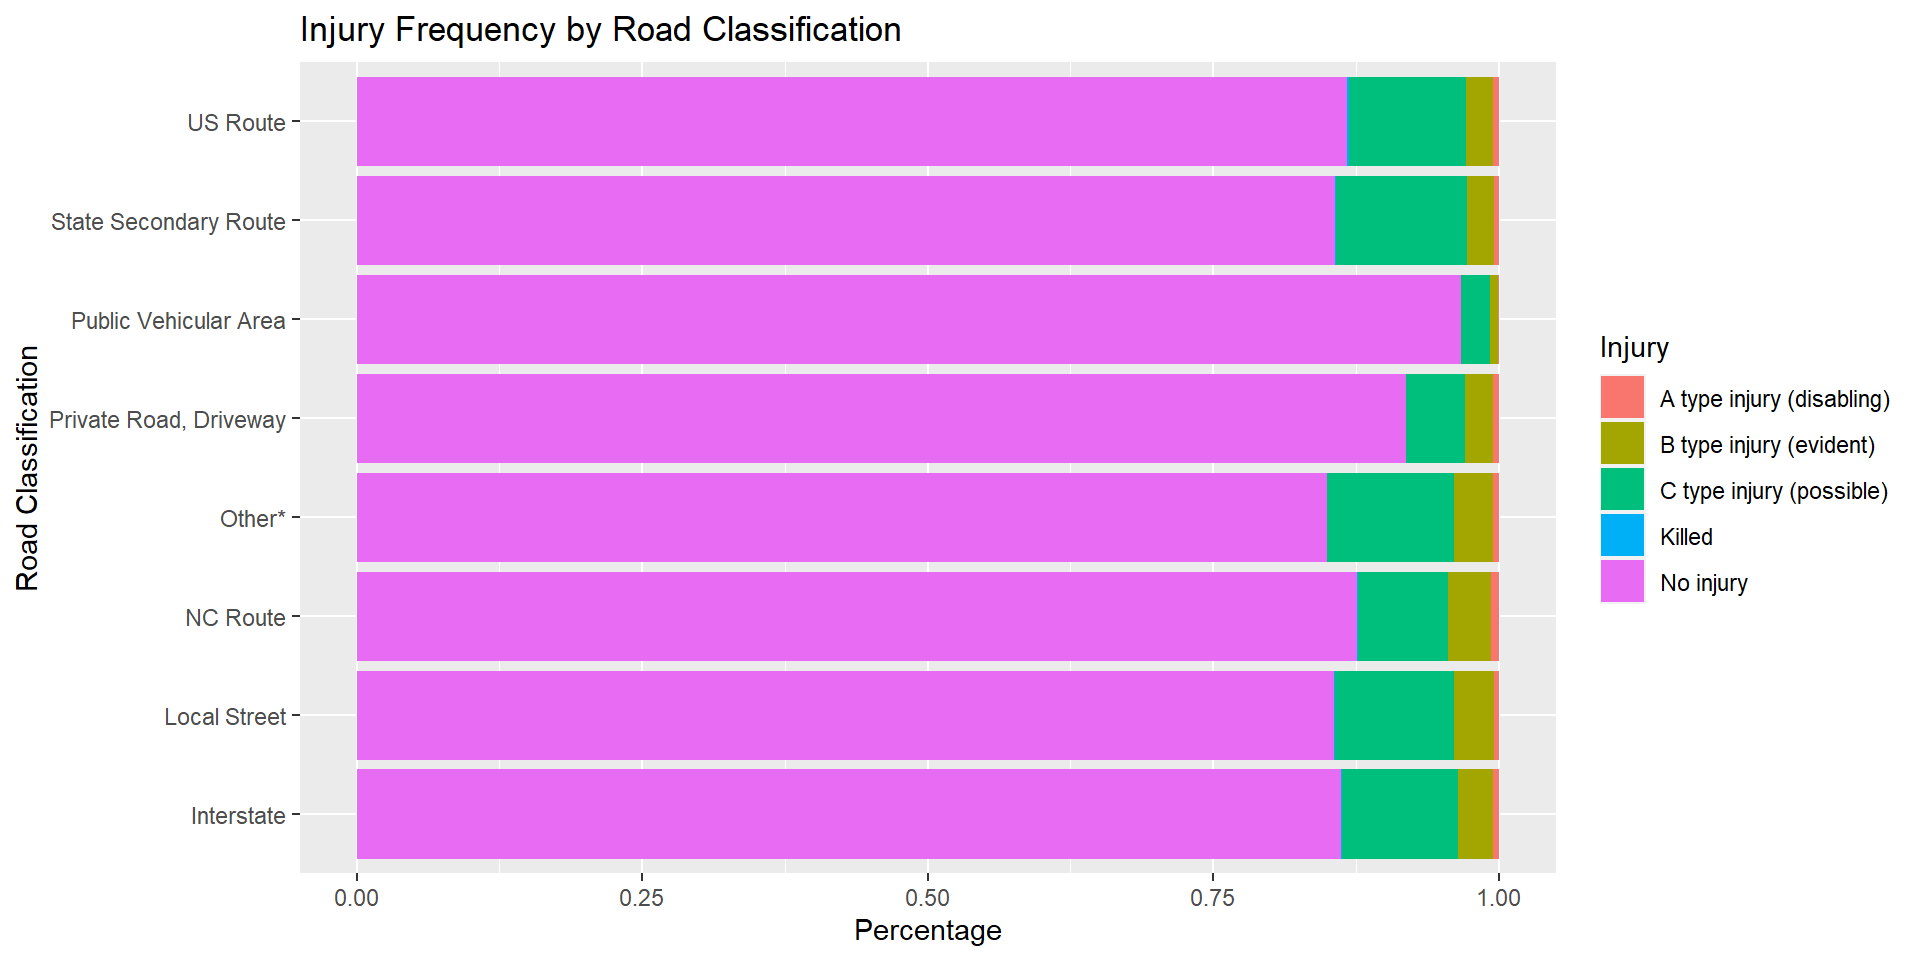 Injury Frequency by Road Classification
Road Classification
US Route
State Secondary Route
Public Vehicular Area
Private Road, Driveway
Other*
NC Route
Local Street
Interstate
0.00 0.25 0.50 0.75 1.00
Percentage
Injury
A type injury (disabling)
B type injury (evident)
C type injury (possible)
Killed
No injury